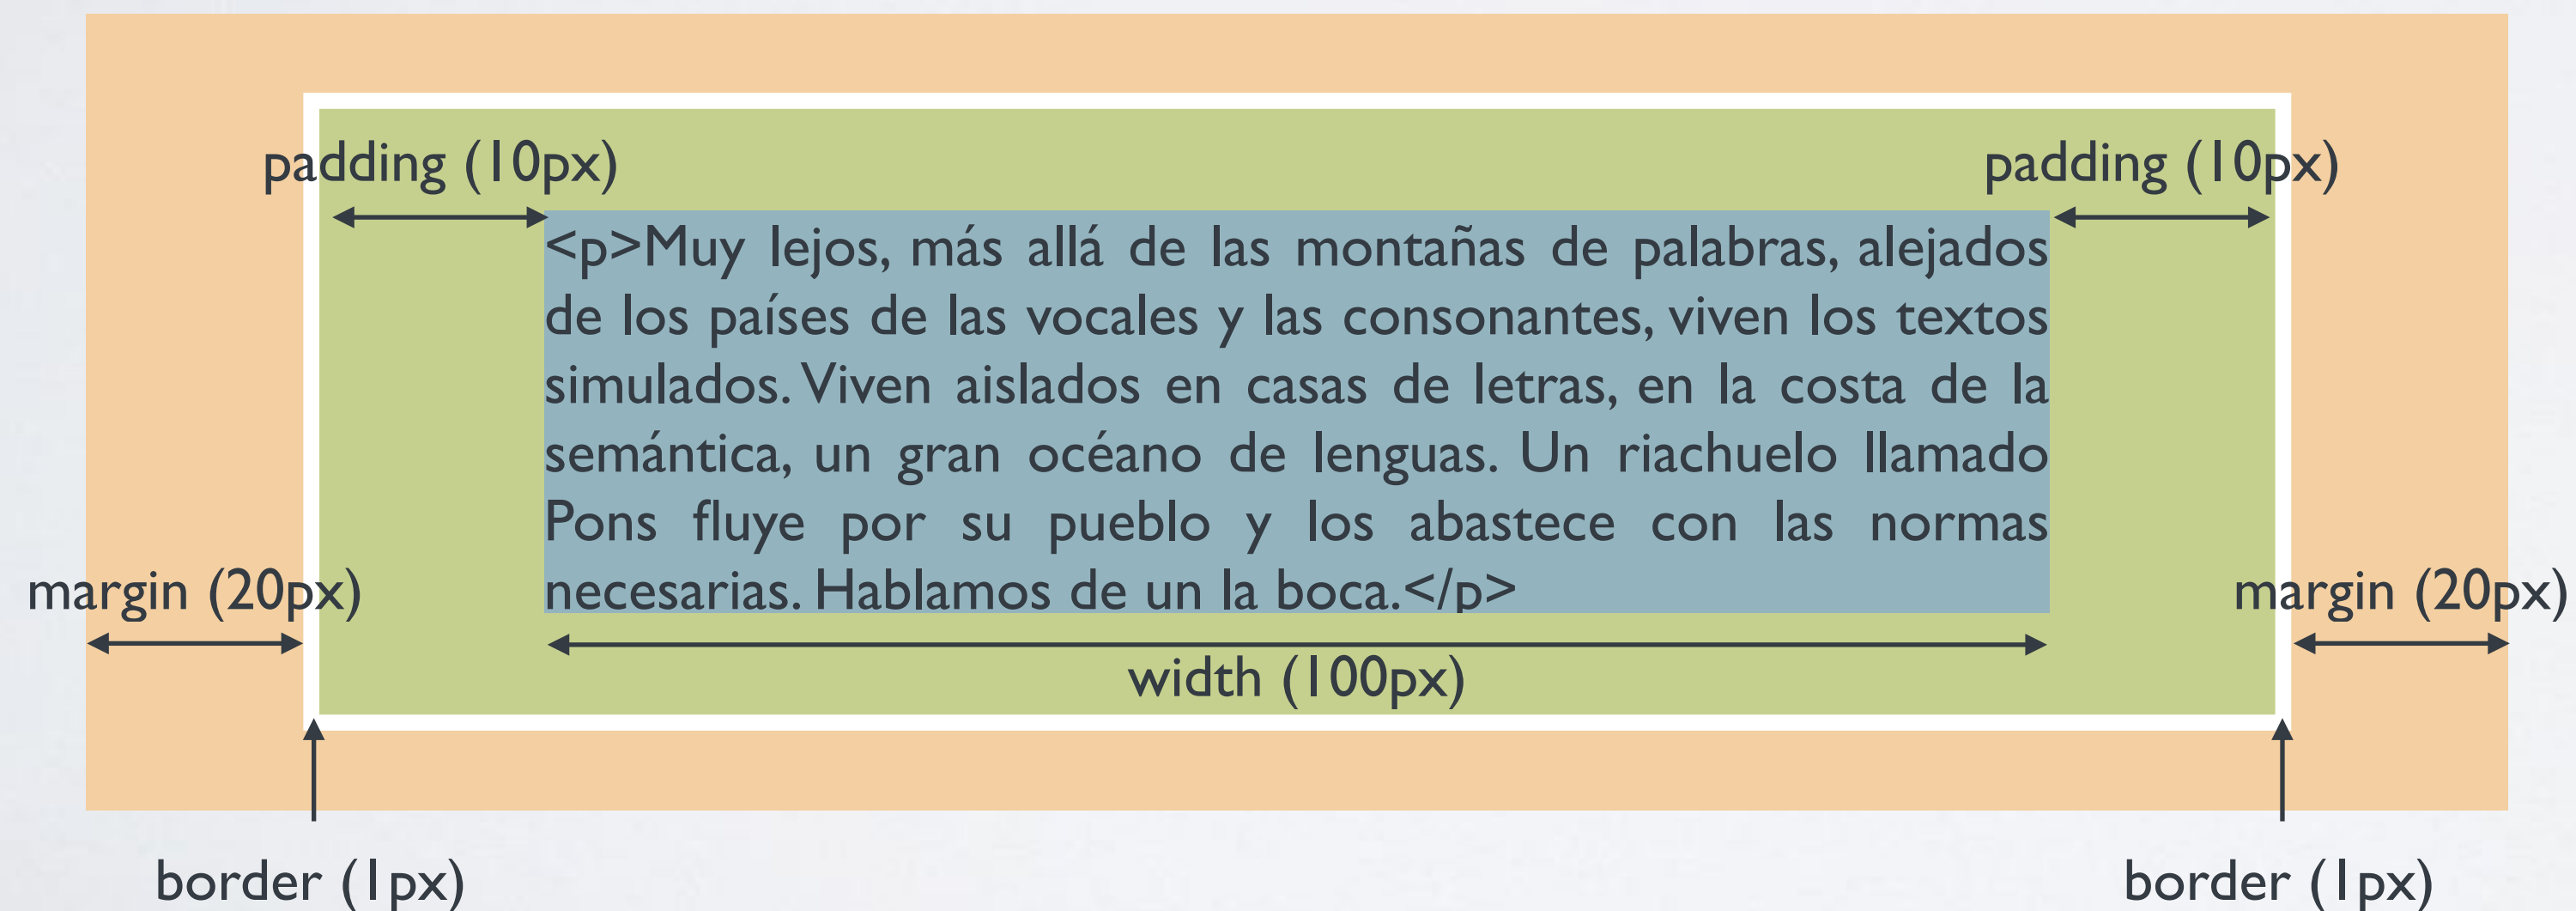 padding (10px)
padding (10px)
<p>Muy lejos, más allá de las montañas de palabras, alejados
de los países de las vocales y las consonantes, viven los textos
simulados. Viven aislados en casas de letras, en la costa de la
semántica, un gran océano de lenguas. Un riachuelo llamado
Pons fluye por su pueblo y los abastece con las normas
necesarias. Hablamos de un la boca.</p>
margin (20px)
margin (20px)
width (100px)
border (1px)
border (1px)